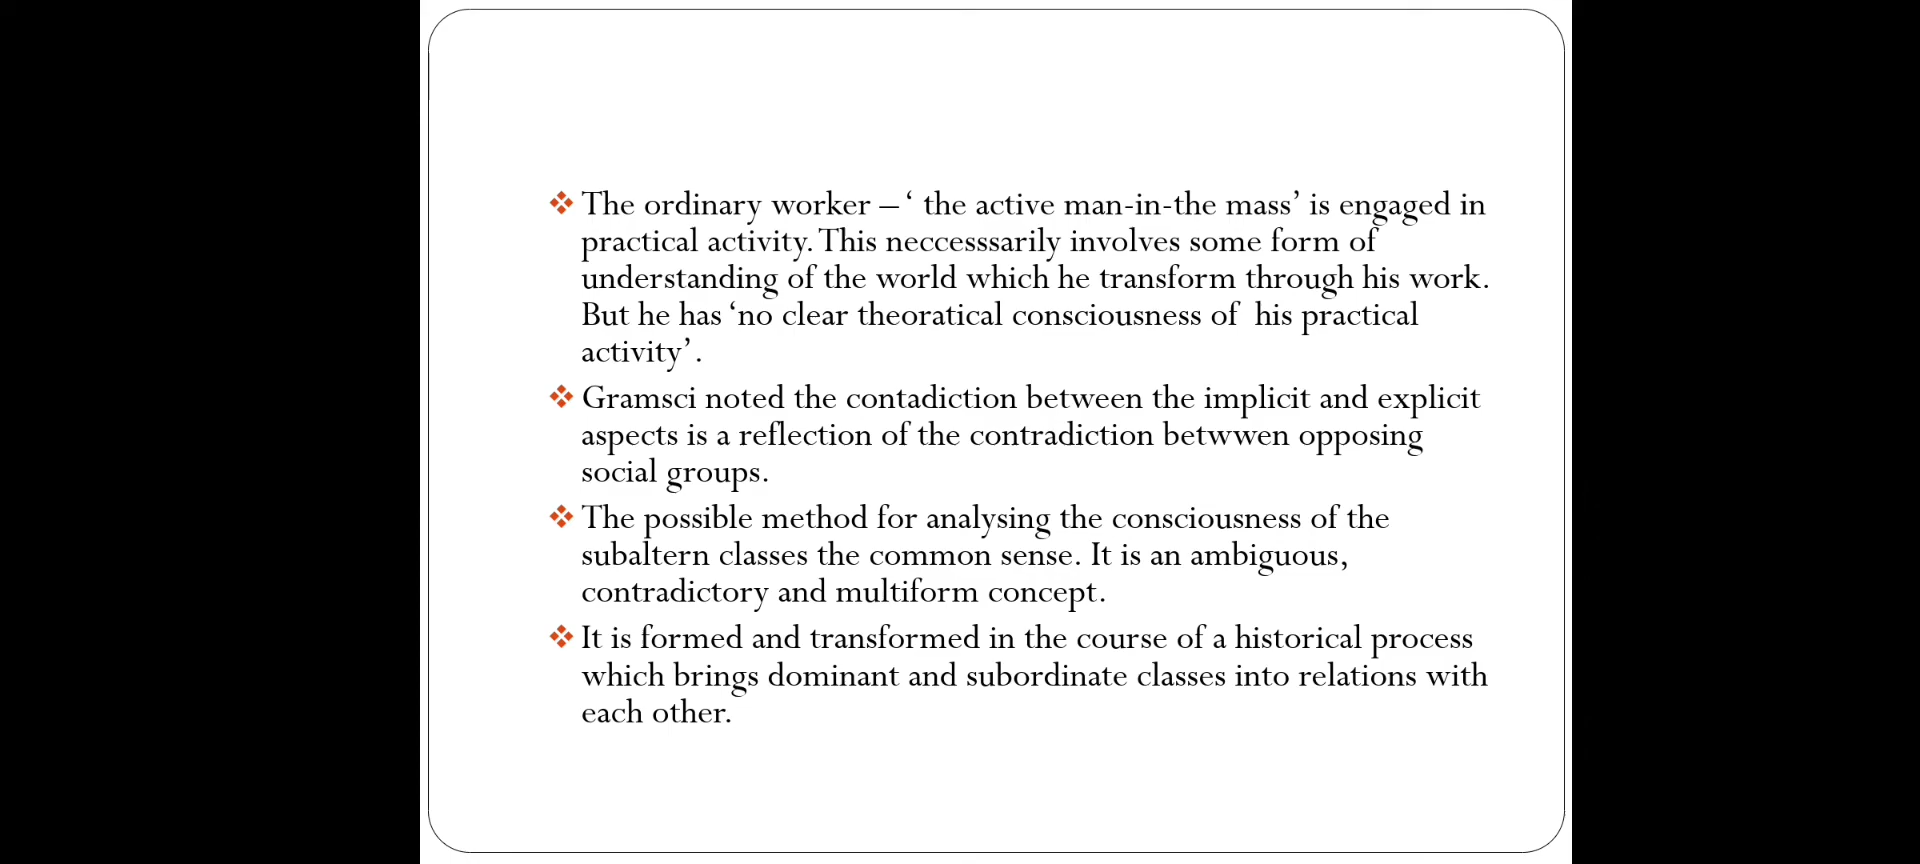 The ordinary worker – ‘ the active man-in-the mass’ is engaged in
practical activity. This neccesssarily involves some form of
understanding of the world which he transform through his work.
But he has ‘no clear theoratical consciousness of his practical
activity’.
Gramsci noted the contadiction between the implicit and explicit
aspects is a reflection of the contradiction betwwen opposing
social groups.
The possible method for analysing the consciousness of the
subaltern classes the common sense. It is an ambiguous,
contradictory and multiform concept.
It is formed and transformed in the course of a historical process
which brings dominant and subordinate classes into relations with
each other.